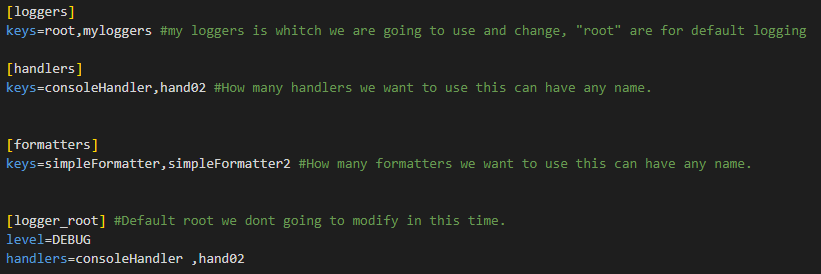 [loggers]
keys=root,myloggers #my loggers is whitch we are going to use and change, "root" are for default logging
[handlers]
keys=consoleHandler,hand02 #How many handlers we want to use this can have any name.
[formatters]
keys=simpleFormatter,simpleFormatter2 #How many formatters we want to use this can have any name.
[logger_root] #Default root we dont going to modify in this time.
level=DEBUG
handlers=consoleHandler ,hand02